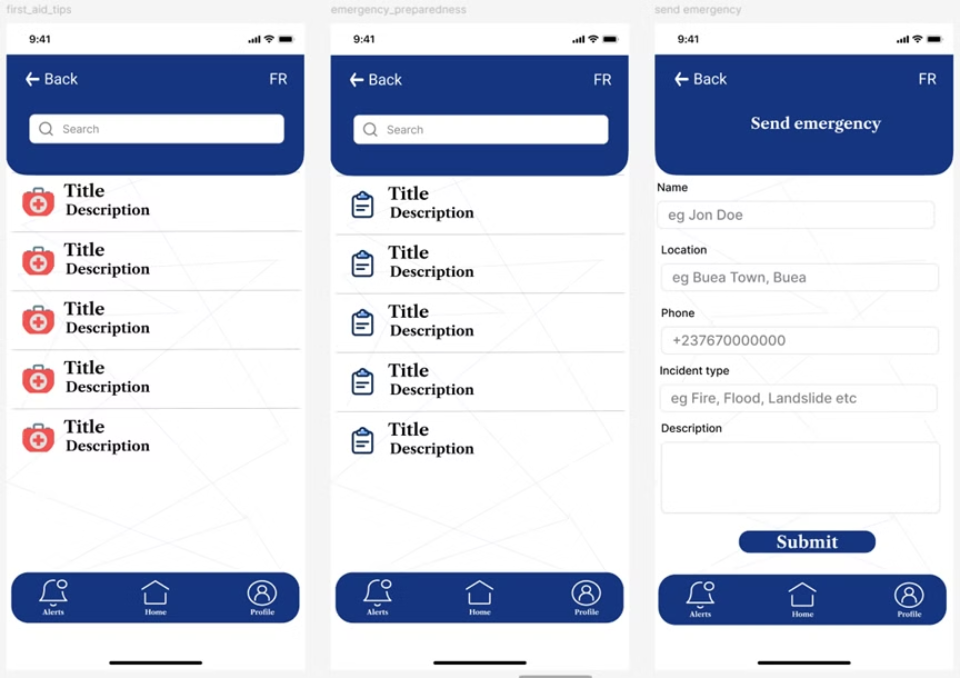 first_aid_tips
9:41
Back
FR
Search
Title
Description
Title
Description
Title
Description
Title
Description
Title
Description
Alerts
Home
Profile
emergency_preparedness
9:41
Back
FR
Search
Title
Description
Title
Description
Title
Description
Title
Description
Title
Description
Alerts
Home
Profile
send emergency
9:41
Back
FR
Send emergency
Name
eg Jon Doe
Location
eg Buea Town, Buea
Phone
+237670000000
Incident type
eg Fire, Flood, Landslide etc
Description
Submit
Alerts
Home
Profile